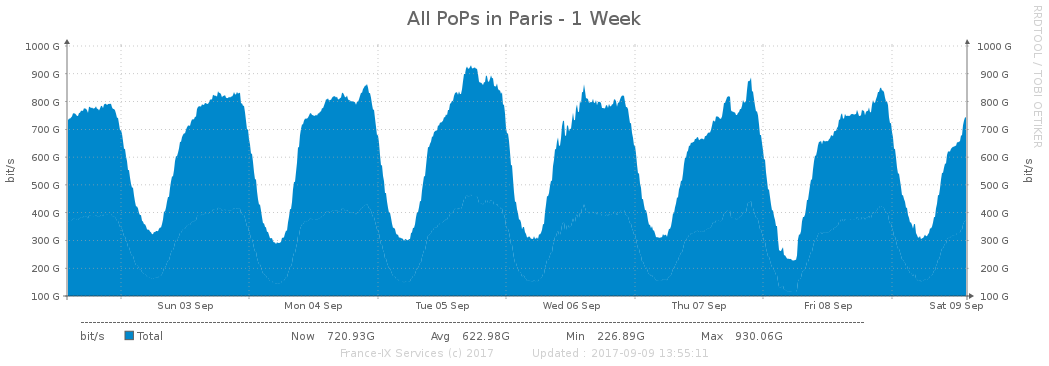 All PoPs in Paris - 1 Week
RRDTOOL / TOBI OETIKER
1000 G 1000 G
900 G 900 G
800 G 800 G
700 G 700 G
600 G 600 G
500 G 500 G
400 G 400 G
300 G 300 G
200 G 200 G
100 G 100 G
bit/s
bit/s
Sun 03 Sep Mon 04 Sep Tue 05 Sep Wed 06 Sep Thu 07 Sep Fri 08 Sep Sat 09 Sep
bit/s Total Now 720.93G Avg 622.98G Min 226.89G Max 930.06G
France-IX Services (c) 2017 Updated : 2017-09-09 13:55:11